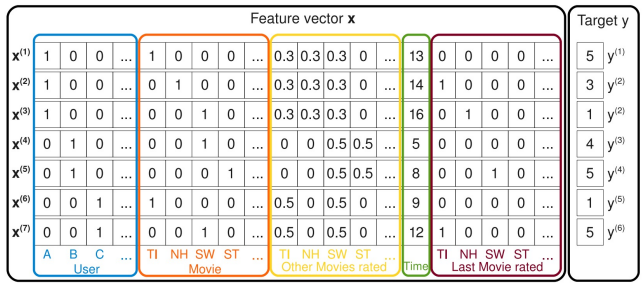 Feature vector x Target y
x(1) 1 0 0 ... 1 0 0 0 ... 0.3 0.3 0.3 0 ... 13 0 0 0 0 ... 5 y(1)
x(2) 1 0 0 ... 0 1 0 0 ... 0.3 0.3 0.3 0 ... 14 1 0 0 0 ... 3 y(2)
x(3) 1 0 0 ... 0 0 1 0 ... 0.3 0.3 0.3 0 ... 16 0 1 0 0 ... 1 y(2)
x(4) 0 1 0 ... 0 0 1 0 ... 0 0 0.5 0.5 ... 5 0 0 0 0 ... 4 y(3)
x(5) 0 1 0 ... 0 0 0 1 ... 0 0 0.5 0.5 ... 8 0 0 1 0 ... 5 y(4)
x(6) 0 0 1 ... 1 0 0 0 ... 0.5 0 0.5 0 ... 9 0 0 0 0 ... 1 y(5)
x(7) 0 0 1 ... 0 0 1 0 ... 0.5 0 0.5 0 ... 12 1 0 0 0 ... 5 y(6)
A B C ... TI NH SW ST ... TI NH SW ST ... TI NH SW ST ...
User Movie Other Movies rated Time Last Movie rated